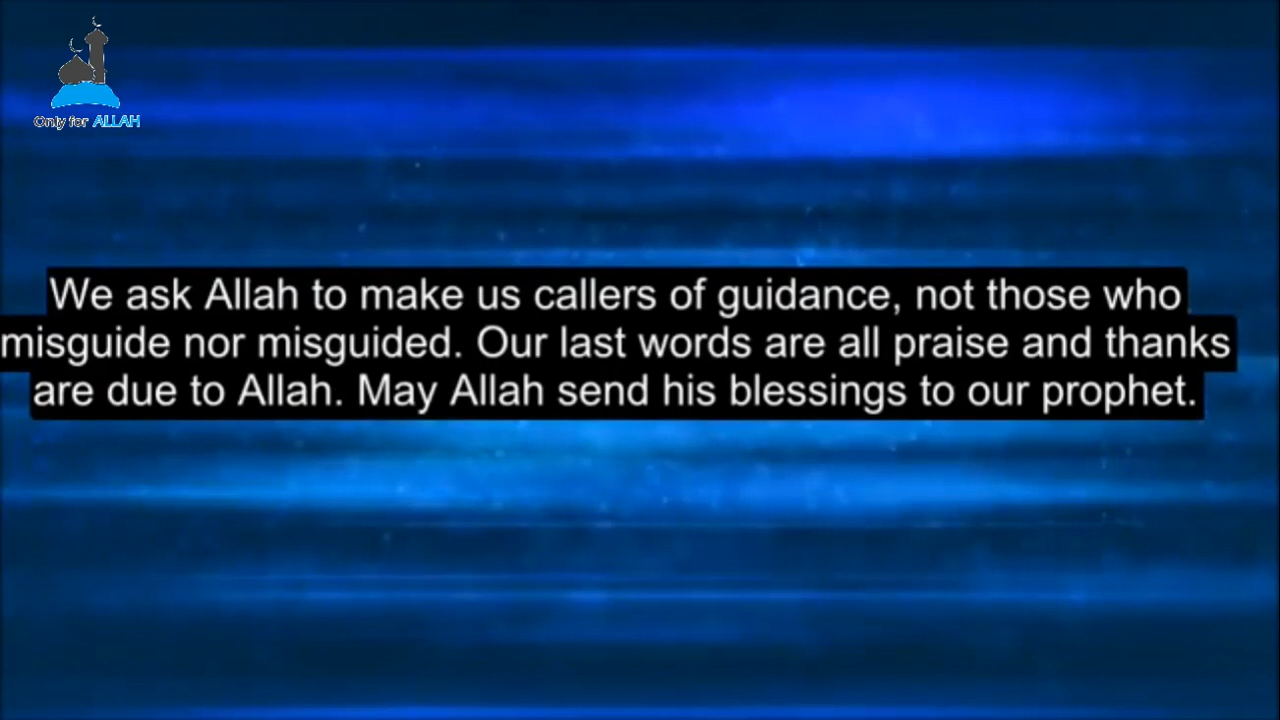 Only for ALLAH
We ask Allah to make us callers of guidance, not those who
misguide nor misguided. Our last words are all praise and thanks
are due to Allah. May Allah send his blessings to our prophet.